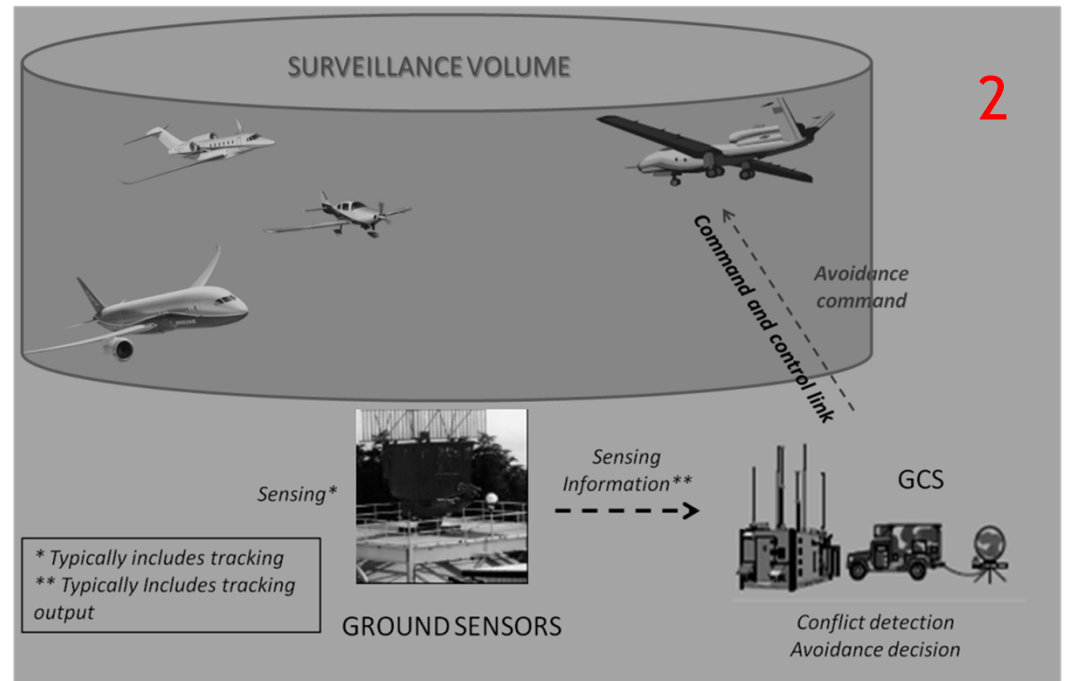 SURVEILLANCE VOLUME
2
Command and control link
Avoidance
command
Sensing*
Sensing
Information**
GCS
* Typically includes tracking
** Typically Includes tracking
output
GROUND SENSORS
Conflict detection
Avoidance decision